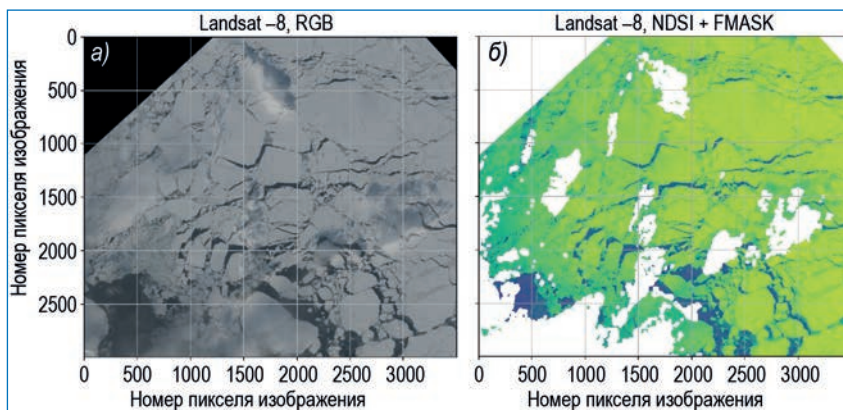 Landsat –8, RGB
Landsat –8, NDSI + FMASK
а)
б)
0
500
1000
1500
2000
2500
Номер пикселя изображения
0 500 1000 1500 2000 2500 3000
0 500 1000 1500 2000 2500 3000
Номер пикселя изображения
Номер пикселя изображения